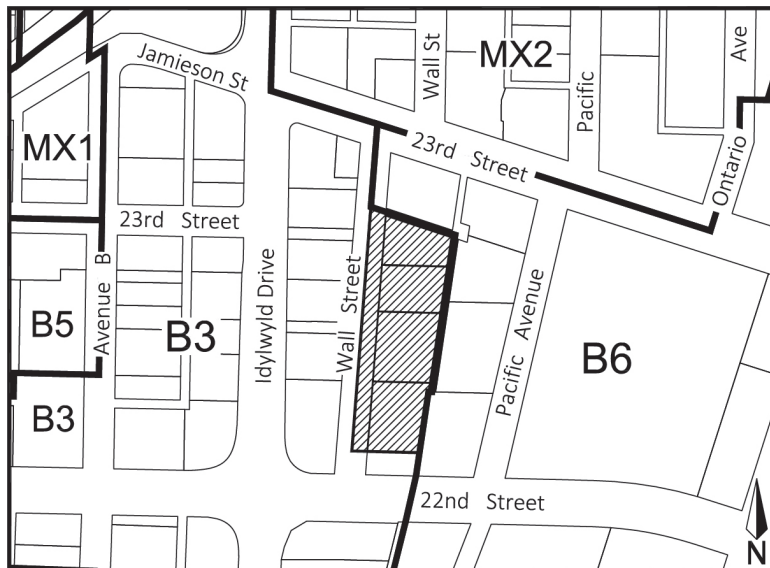 Jamieson St
Wall St
MX2
Pacific
Ave
MX1
23rd Street
Ontario
23rd Street
Avenue B
B5
B3
Idylwyld Drive
Wall Street
Pacific Avenue
B6
B3
22nd Street
N